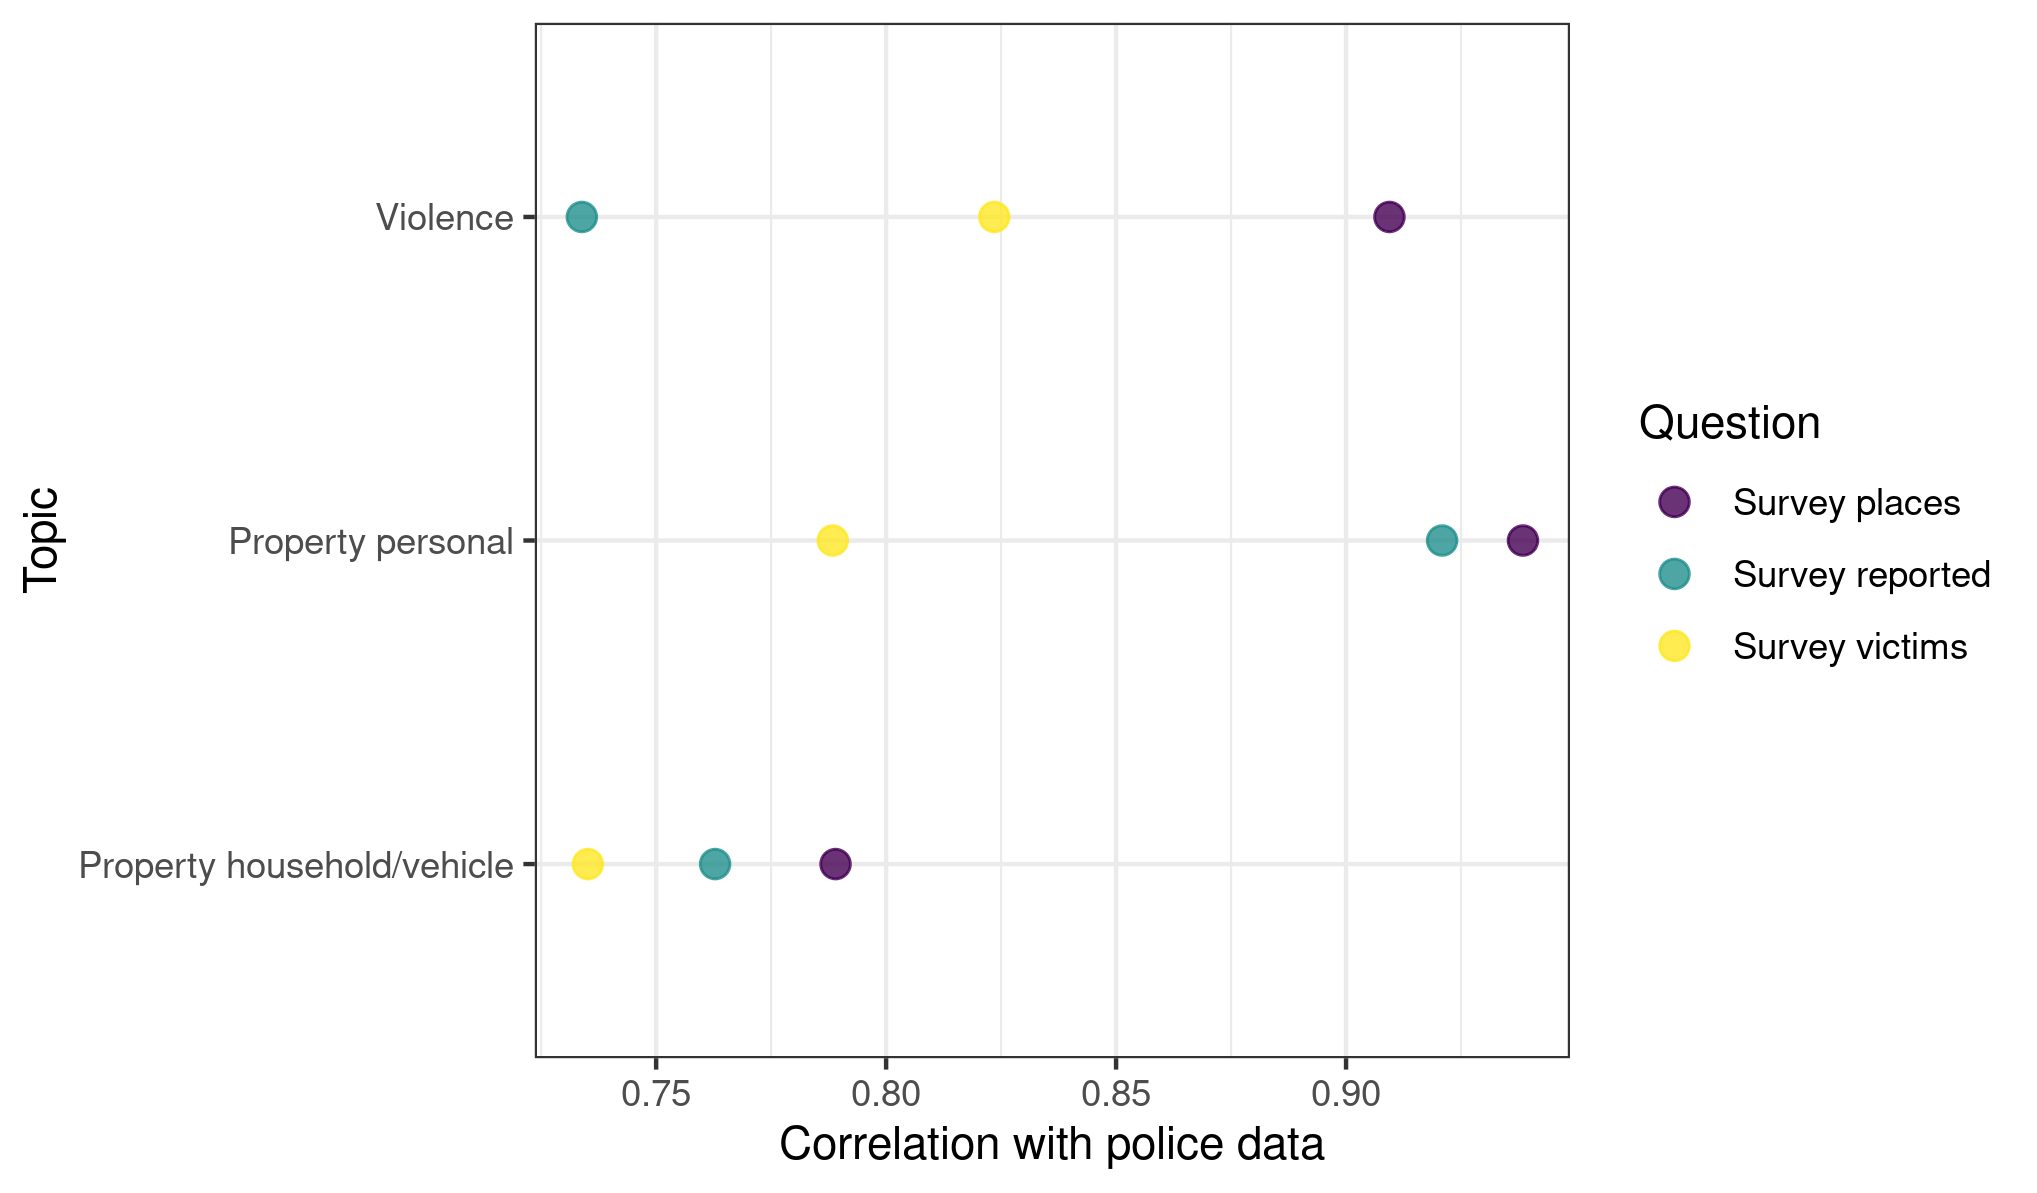 Violence
Property personal
Property household/vehicle
Topic
0.75 0.80 0.85 0.90
Correlation with police data
Question
Survey places
Survey reported
Survey victims